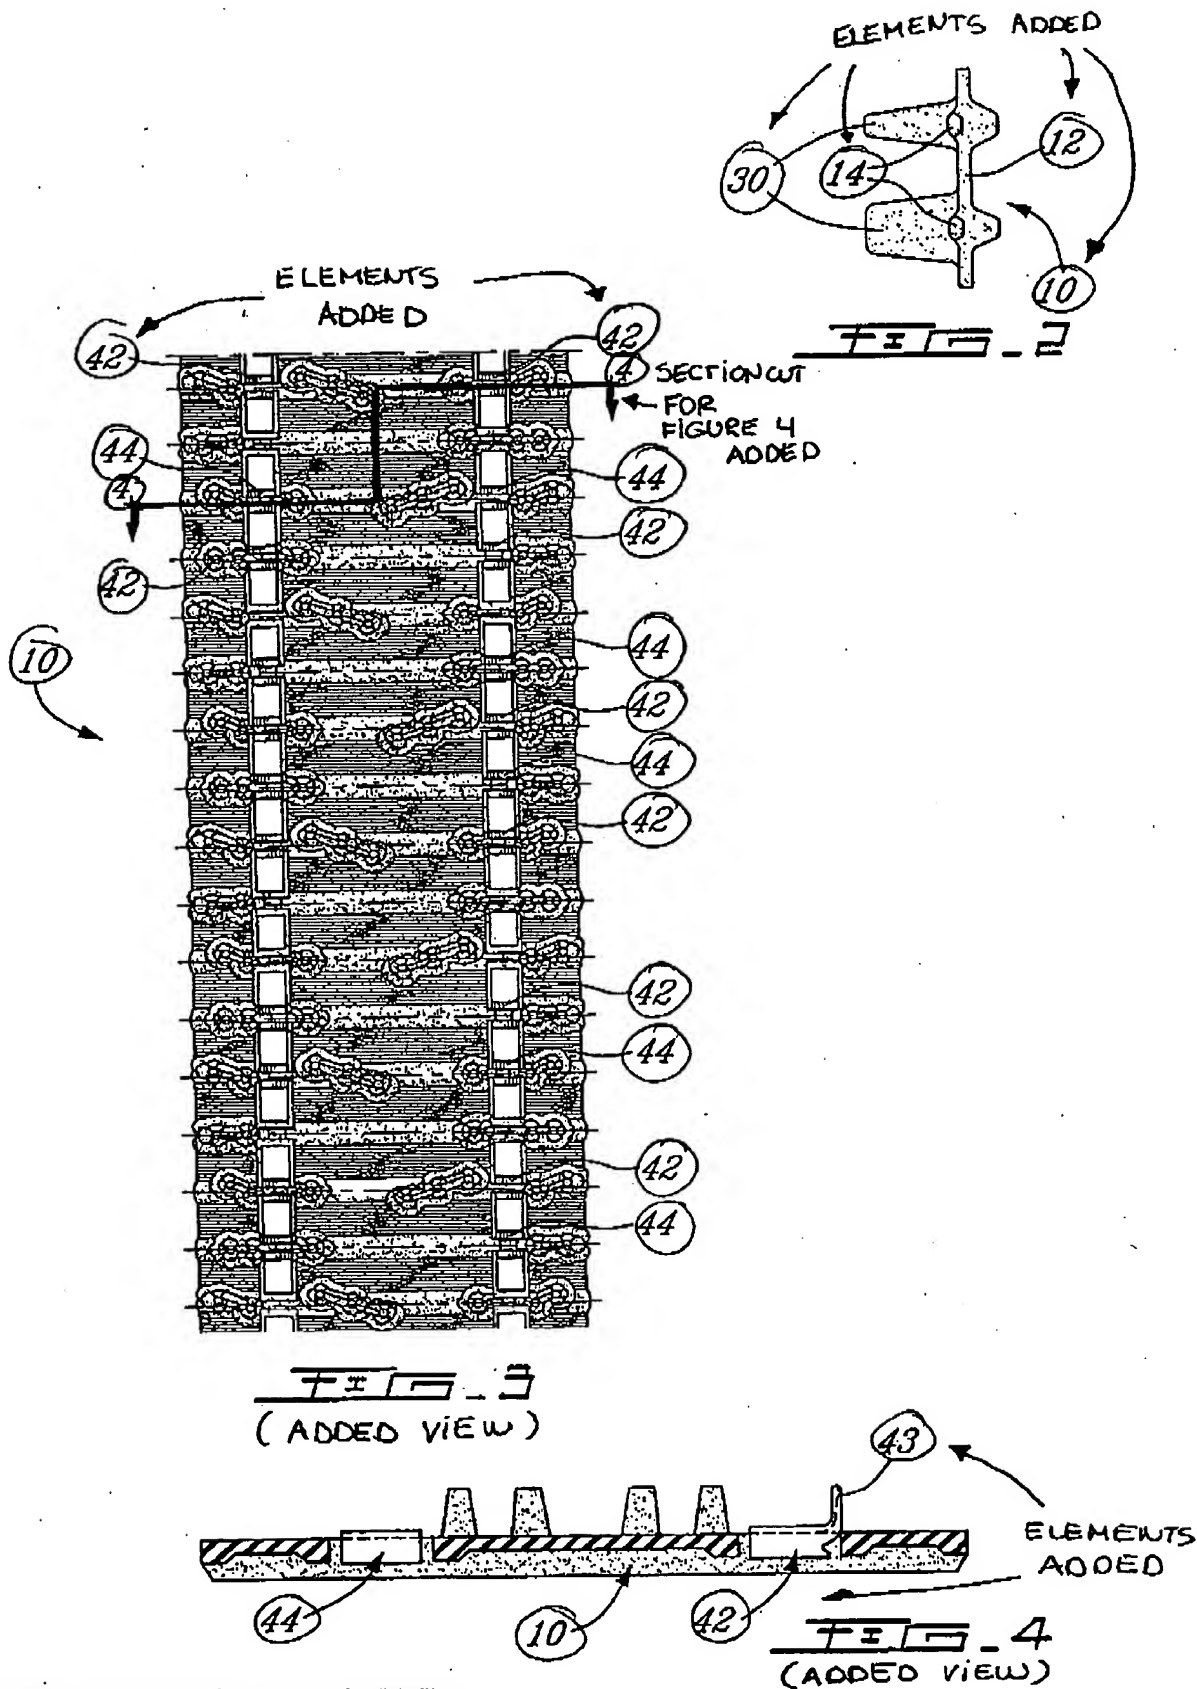 ELEMENTS ADDED
30
14
12
10
FIG_2
ELEMENTS
ADDED
42
42
4 SECTION CUT
FOR
FIGURE 4
ADDED
44
44
4
42
42
10
44
42
44
42
42
44
42
44
FIG_3
(ADDED VIEW)
43
ELEMENTS
ADDED
44
10
42
FIG_4
(ADDED VIEW)